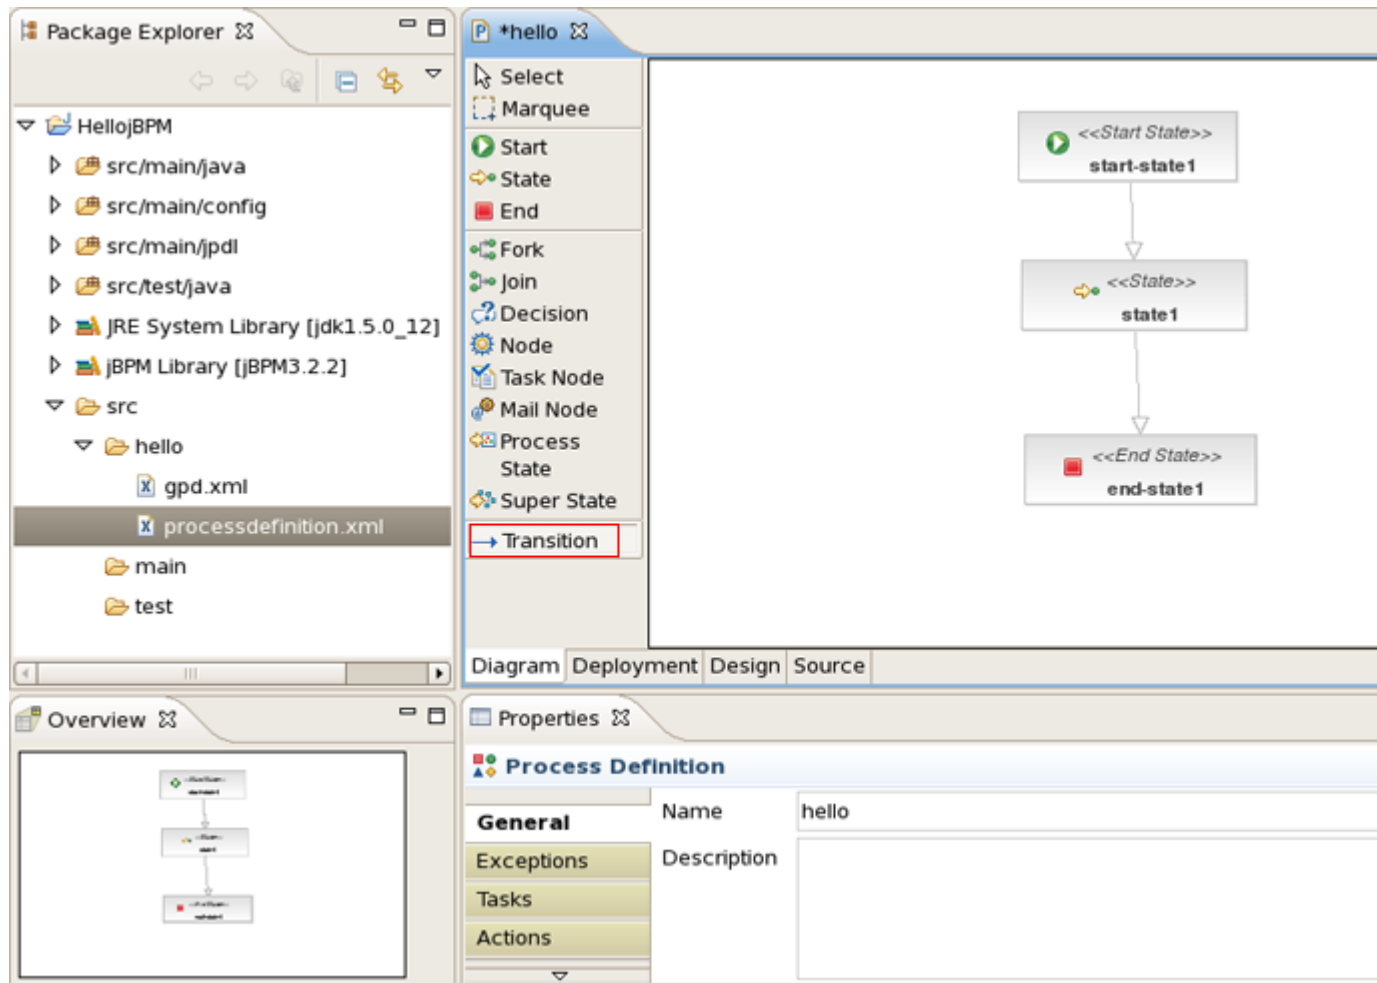 Package Explorer
HellojBPM
src/main/java
src/main/config
src/main/jpdl
src/test/java
JRE System Library [jdk1.5.0_12]
jBPM Library [jBPM3.2.2]
src
hello
gpd.xml
processdefinition.xml
main
test
*hello
Select
Marquee
Start
State
End
Fork
Join
Decision
Node
Task Node
Mail Node
Process
State
Super State
Transition
<<Start State>>
start-state1
<<State>>
state1
<<End State>>
end-state1
Diagram Deployment Design Source
Overview
Properties
Process Definition
General
Exceptions
Tasks
Actions
Name hello
Description